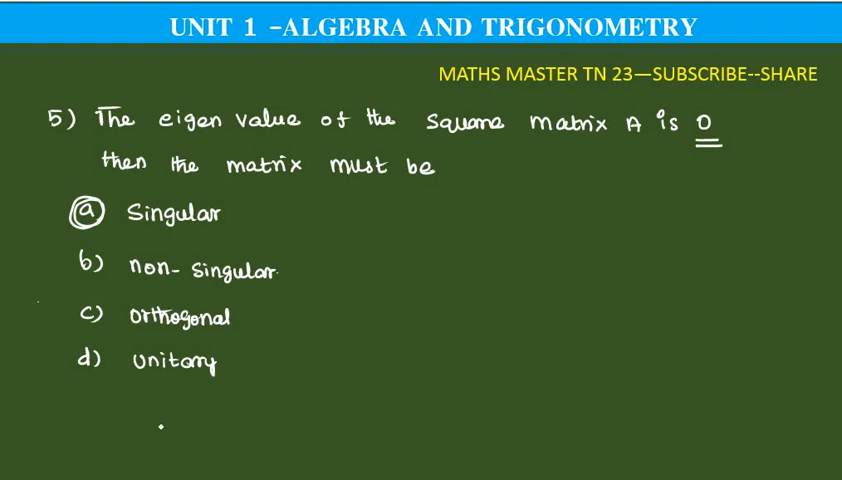 UNIT 1 –ALGEBRA AND TRIGONOMETRY
MATHS MASTER TN 23—SUBSCRIBE--SHARE
5) The eigen value of the square matrix A is 0
then the matrix must be
a Singular
b) non- singular
c) orthogonal
d) unitary